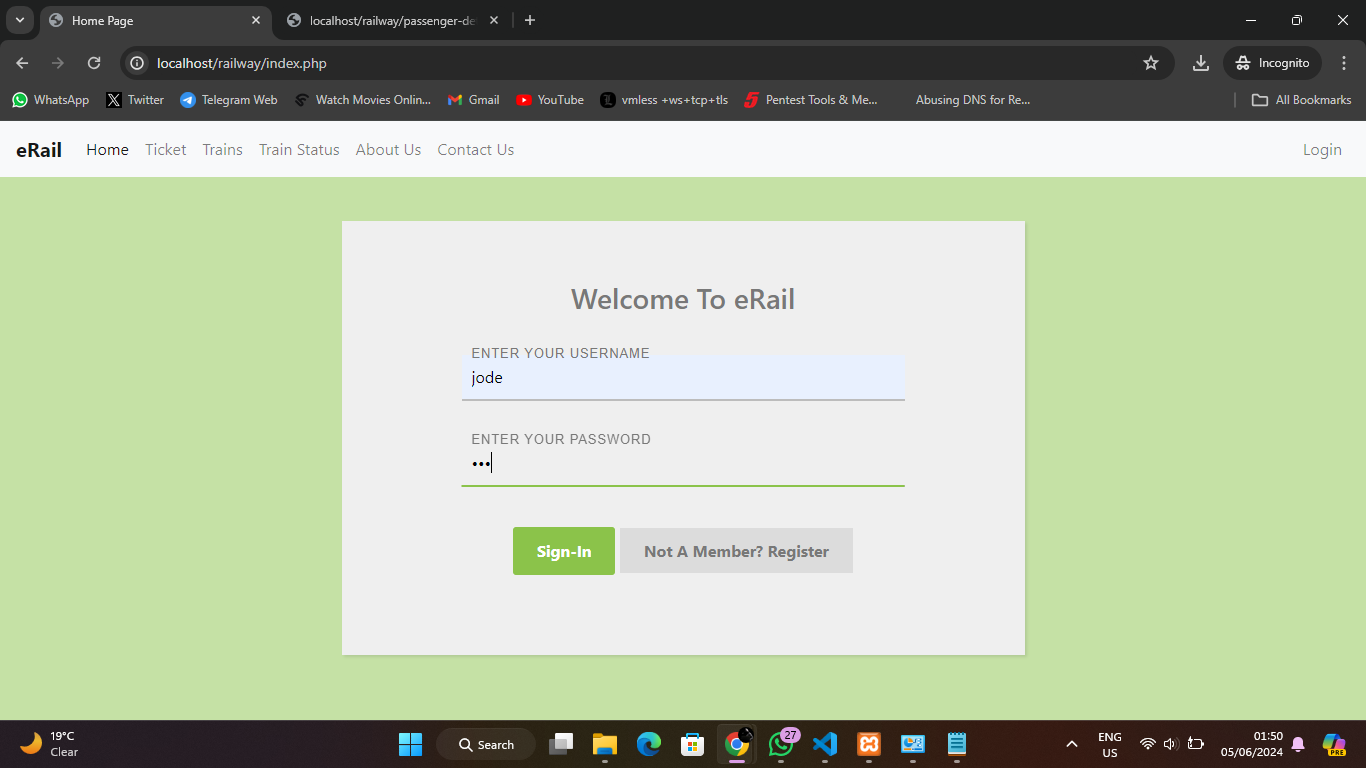 Home Page
localhost/railway/passenger-de
localhost/railway/index.php
Incognito
WhatsApp
Twitter
Telegram Web
Watch Movies Onlin...
Gmail
YouTube
vmless +ws+tcp+tls
Pentest Tools & Me...
Abusing DNS for Re...
All Bookmarks
eRail
Home
Ticket
Trains
Train Status
About Us
Contact Us
Login
Welcome To eRail
ENTER YOUR USERNAME
jode
ENTER YOUR PASSWORD
•••
Sign-In
Not A Member? Register
19°C
Clear
Search
27
ENG
US
01:50
05/06/2024
PRE